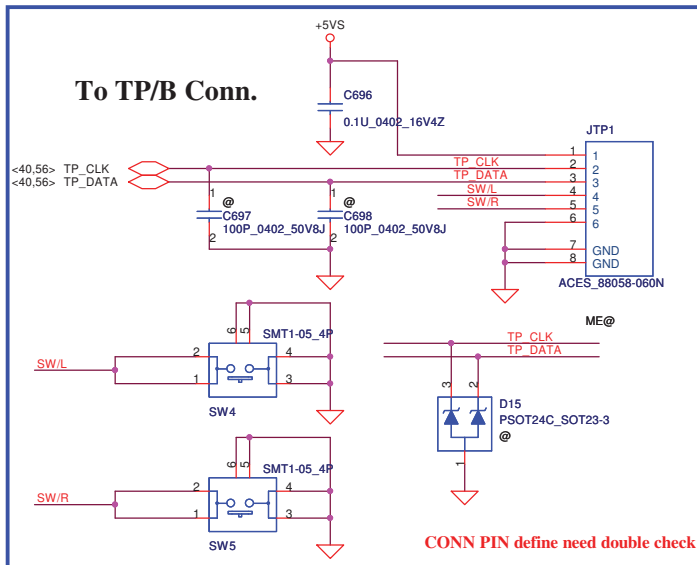 +5VS
To TP/B Conn.
C696
0.1U_0402_16V4Z
JTP1
1 1
<40,56> TP_CLK TP_CLK 2 2
<40,56> TP_DATA TP_DATA 3 3
SW/L 4 4
SW/R 5 5
6 6
7 GND
8 GND
ACES_88058-060N
1 @
C697
100P_0402_50V8J
2
1 @
C698
100P_0402_50V8J
2
ME@
6 5
SMT1-05_4P
SW/L
2 4
1 3
SW4
TP_CLK
TP_DATA
3 2
D15
PSOT24C_SOT23-3
@
1
6 5
SMT1-05_4P
SW/R
2 4
1 3
SW5
CONN PIN define need double check